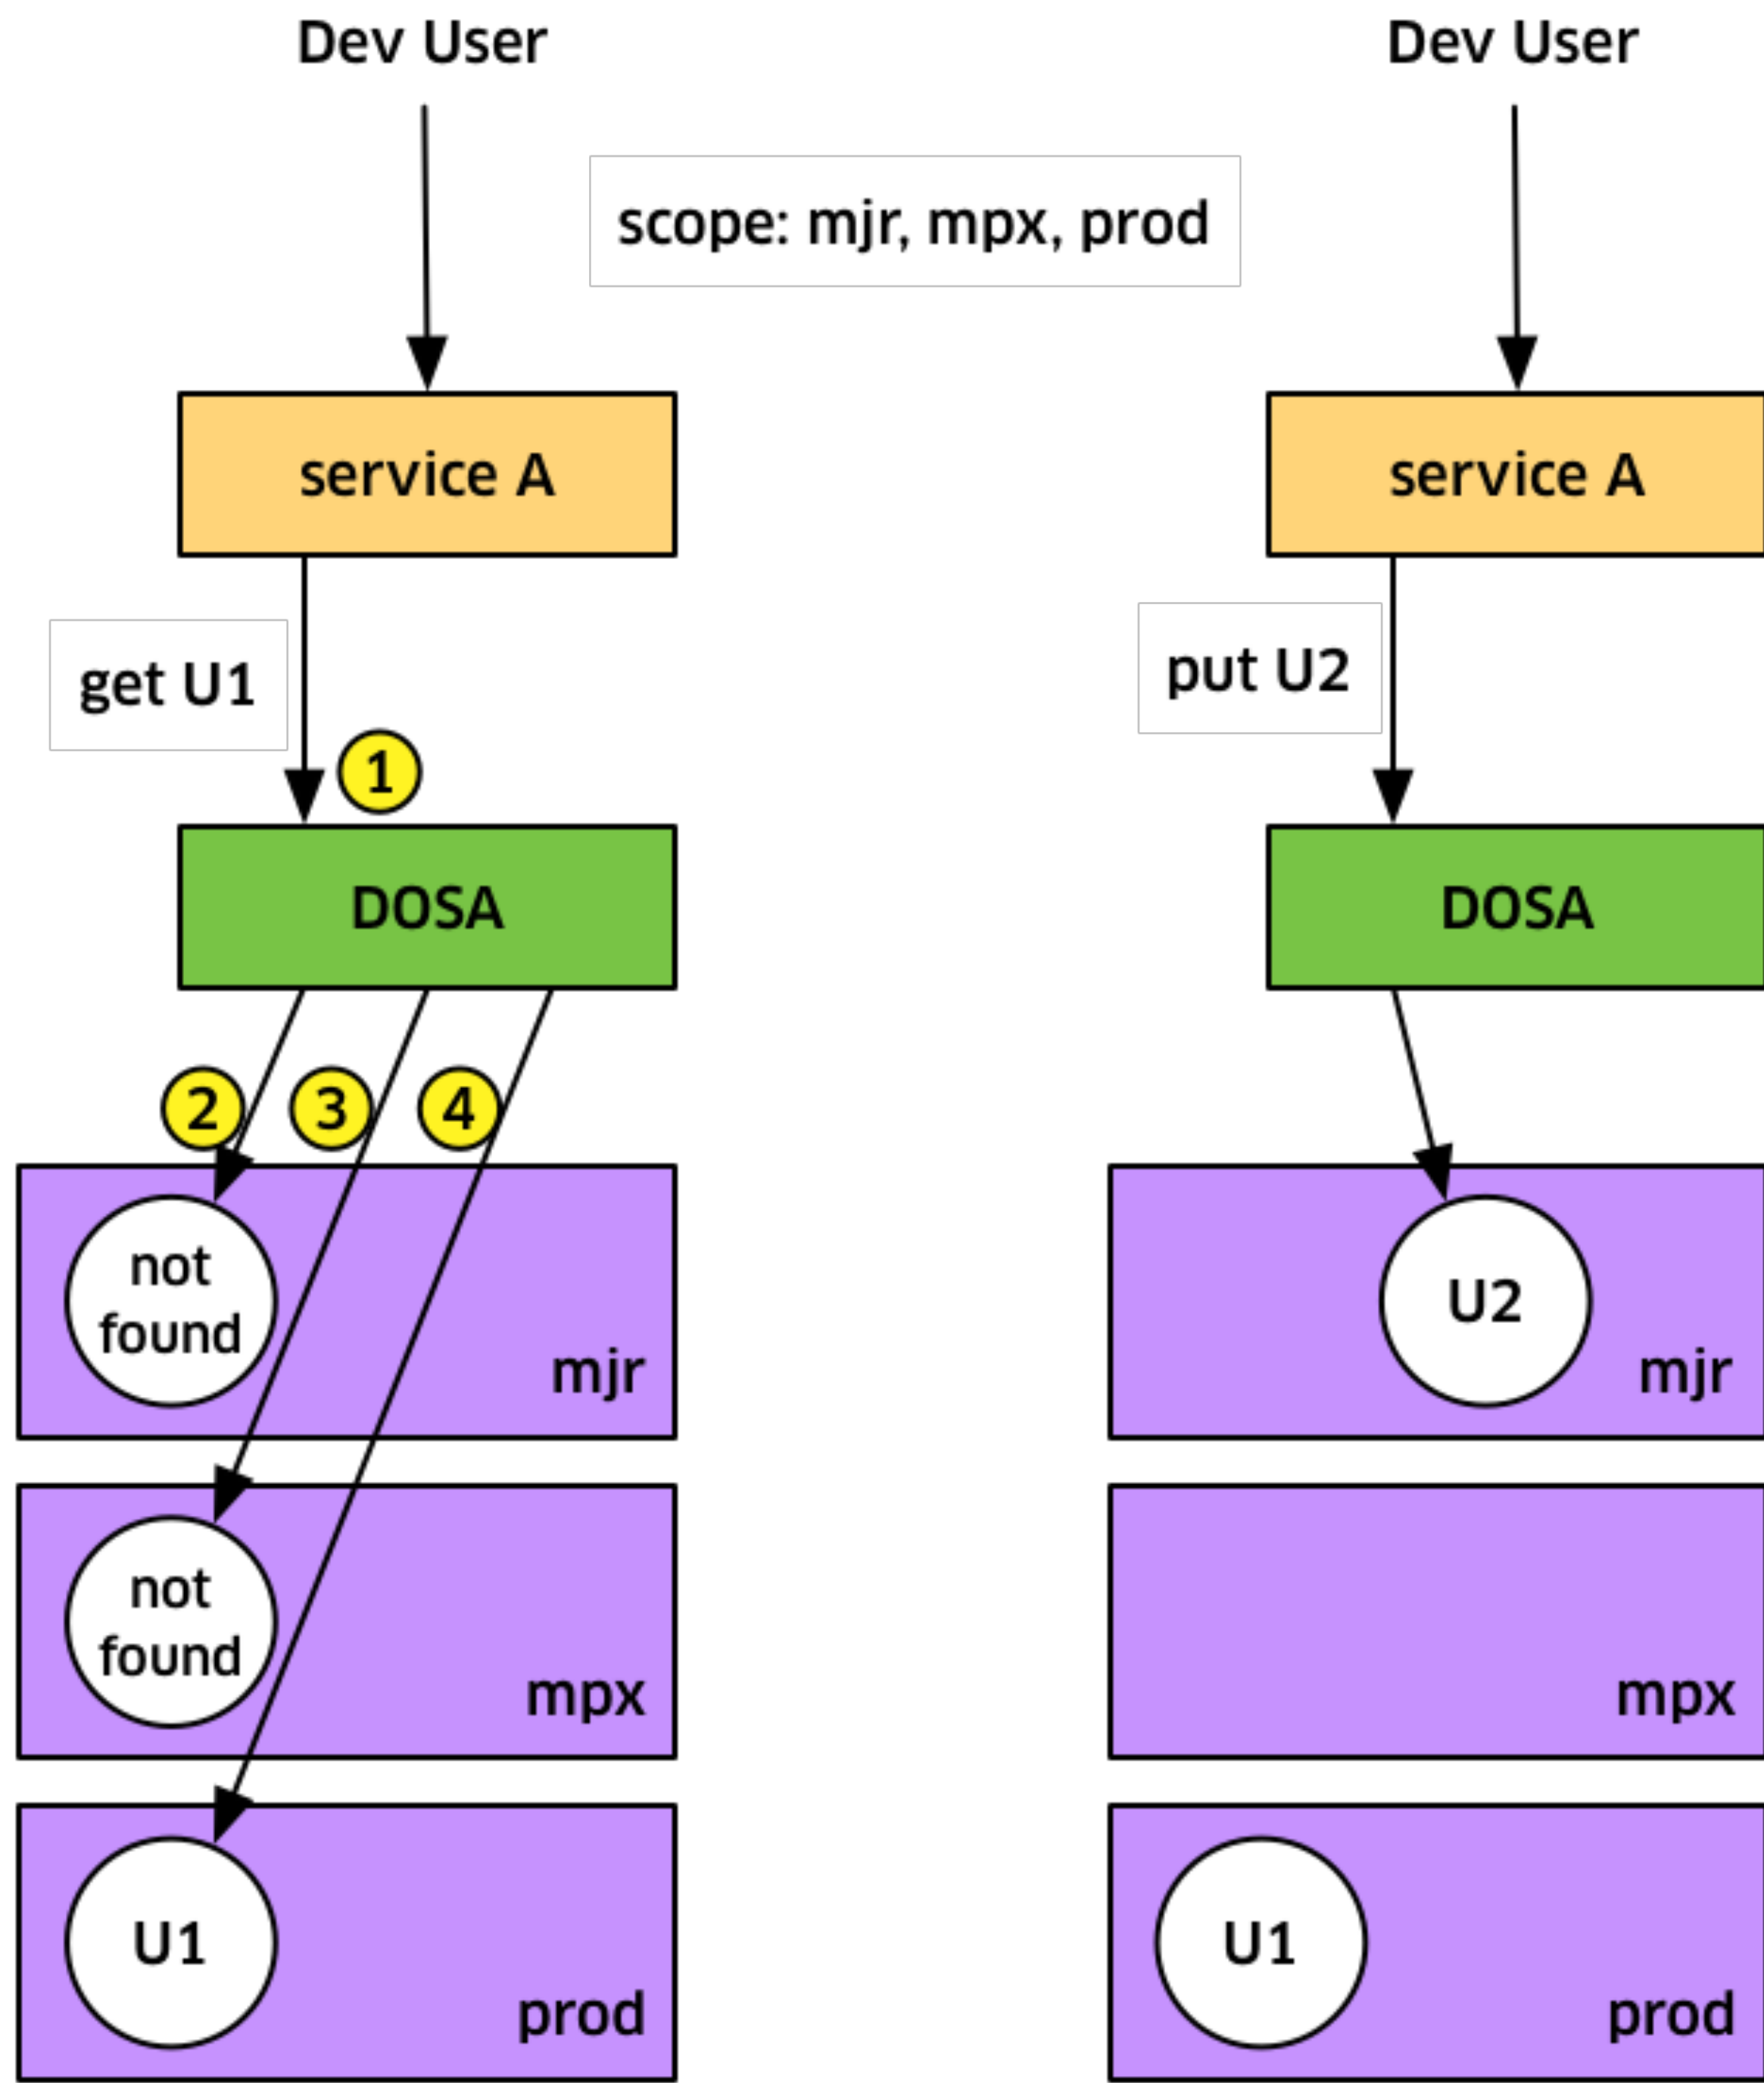 Dev User
Dev User
scope: mjr, mpx, prod
service A
service A
get U1
put U2
1
DOSA
DOSA
2
3
4
not
found
mjr
U2
mjr
not
found
mpx
mpx
U1
prod
U1
prod